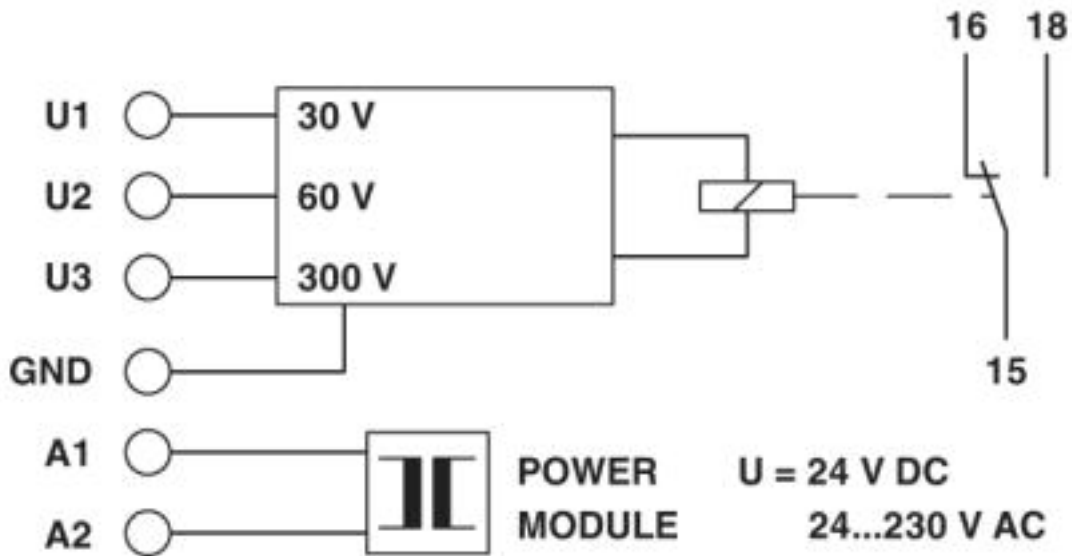 16 18
U1 30 V
U2 60 V
U3 300 V
GND
15
A1
POWER U = 24 V DC
A2 MODULE 24...230 V AC